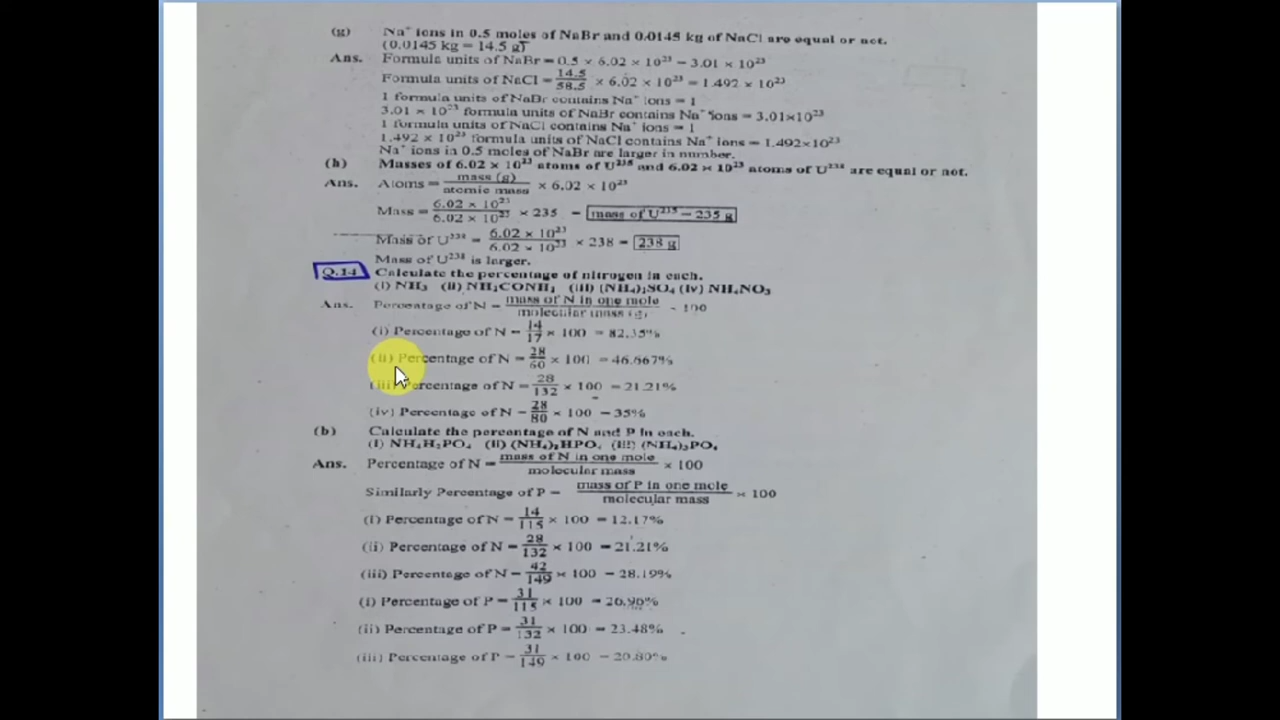 (g) Na⁺ ions in 0.5 moles of NaBr and 0.0145 kg of NaCl are equal or not.
(0.0145 kg = 14.5 g)
Ans. Formula units of NaBr = 0.5 × 6.02 × 10²³ = 3.01 × 10²³
Formula units of NaCl = 14.5/58.5 × 6.02 × 10²³ = 1.492 × 10²³
1 formula units of NaBr contains Na⁺ ions = 1
3.01 × 10²³ formula units of NaBr contains Na⁺ ions = 3.01×10²³
1 formula units of NaCl contains Na⁺ ions = 1
1.492 × 10²³ formula units of NaCl contains Na⁺ ions = 1.492×10²³
Na⁺ ions in 0.5 moles of NaBr are larger in number.
(h) Masses of 6.02 × 10²³ atoms of U²³⁵ and 6.02 × 10²³ atoms of U²³⁸ are equal or not.
Ans. Atoms = mass (g)/atomic mass × 6.02 × 10²³
Mass = 6.02 × 10²³/6.02 × 10²³ × 235 = mass of U²³⁵ = 235 g
Mass of U²³⁸ = 6.02 × 10²³/6.02 × 10²³ × 238 = 238 g
Mass of U²³⁸ is larger.
Q.14 Calculate the percentage of nitrogen in each.
(i) NH₃ (ii) NH₂CONH₂ (iii) (NH₄)₂SO₄ (iv) NH₄NO₃
Ans. Percentage of N = mass of N in one mole/molecular mass (g) × 100
(i) Percentage of N = 14/17 × 100 = 82.35%
(ii) Percentage of N = 28/60 × 100 = 46.667%
(iii) Percentage of N = 28/132 × 100 = 21.21%
(iv) Percentage of N = 28/80 × 100 = 35%
(b) Calculate the percentage of N and P in each.
(i) NH₄H₂PO₄ (ii) (NH₄)₂HPO₄ (iii) (NH₄)₃PO₄
Ans. Percentage of N = mass of N in one mole/molecular mass × 100
Similarly Percentage of P = mass of P in one mole/molecular mass × 100
(i) Percentage of N = 14/115 × 100 = 12.17%
(ii) Percentage of N = 28/132 × 100 = 21.21%
(iii) Percentage of N = 42/149 × 100 = 28.19%
(i) Percentage of P = 31/115 × 100 = 26.96%
(ii) Percentage of P = 31/132 × 100 = 23.48%
(iii) Percentage of P = 31/149 × 100 = 20.80%